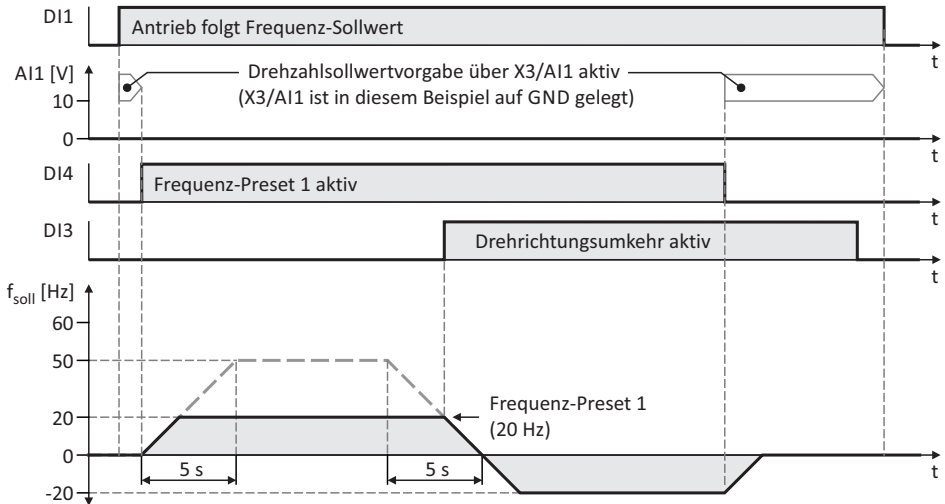 DI1
Antrieb folgt Frequenz-Sollwert
t
AI1 [V]
Drehzahlsollwertvorgabe über X3/AI1 aktiv
(X3/AI1 ist in diesem Beispiel auf GND gelegt)
10
0
t
DI4
Frequenz-Preset 1 aktiv
t
DI3
Drehrichtungsumkehr aktiv
t
fsoll [Hz]
60
50
20
Frequenz-Preset 1
(20 Hz)
0
5 s
5 s
t
-20